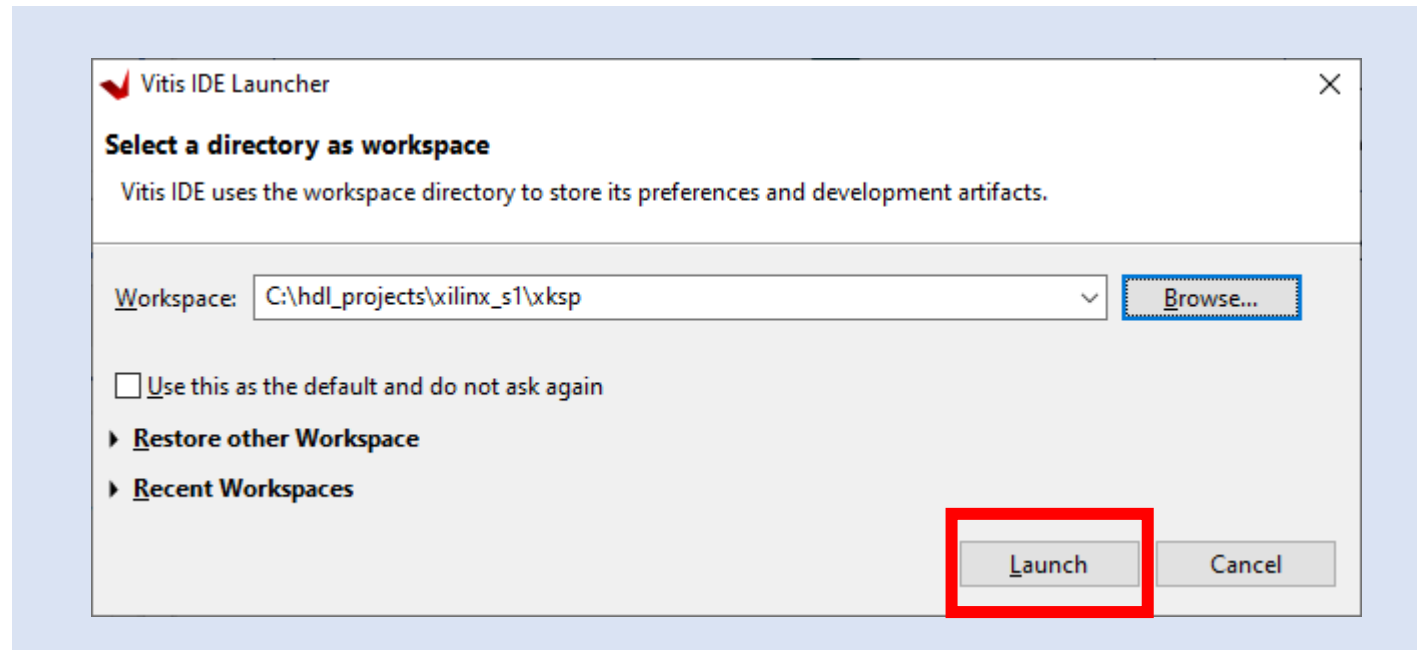 Vitis IDE Launcher
Select a directory as workspace
Vitis IDE uses the workspace directory to store its preferences and development artifacts.
Workspace: C:\hdl_projects\xilinx_s1\xksp Browse...
Use this as the default and do not ask again
Restore other Workspace
Recent Workspaces
Launch Cancel